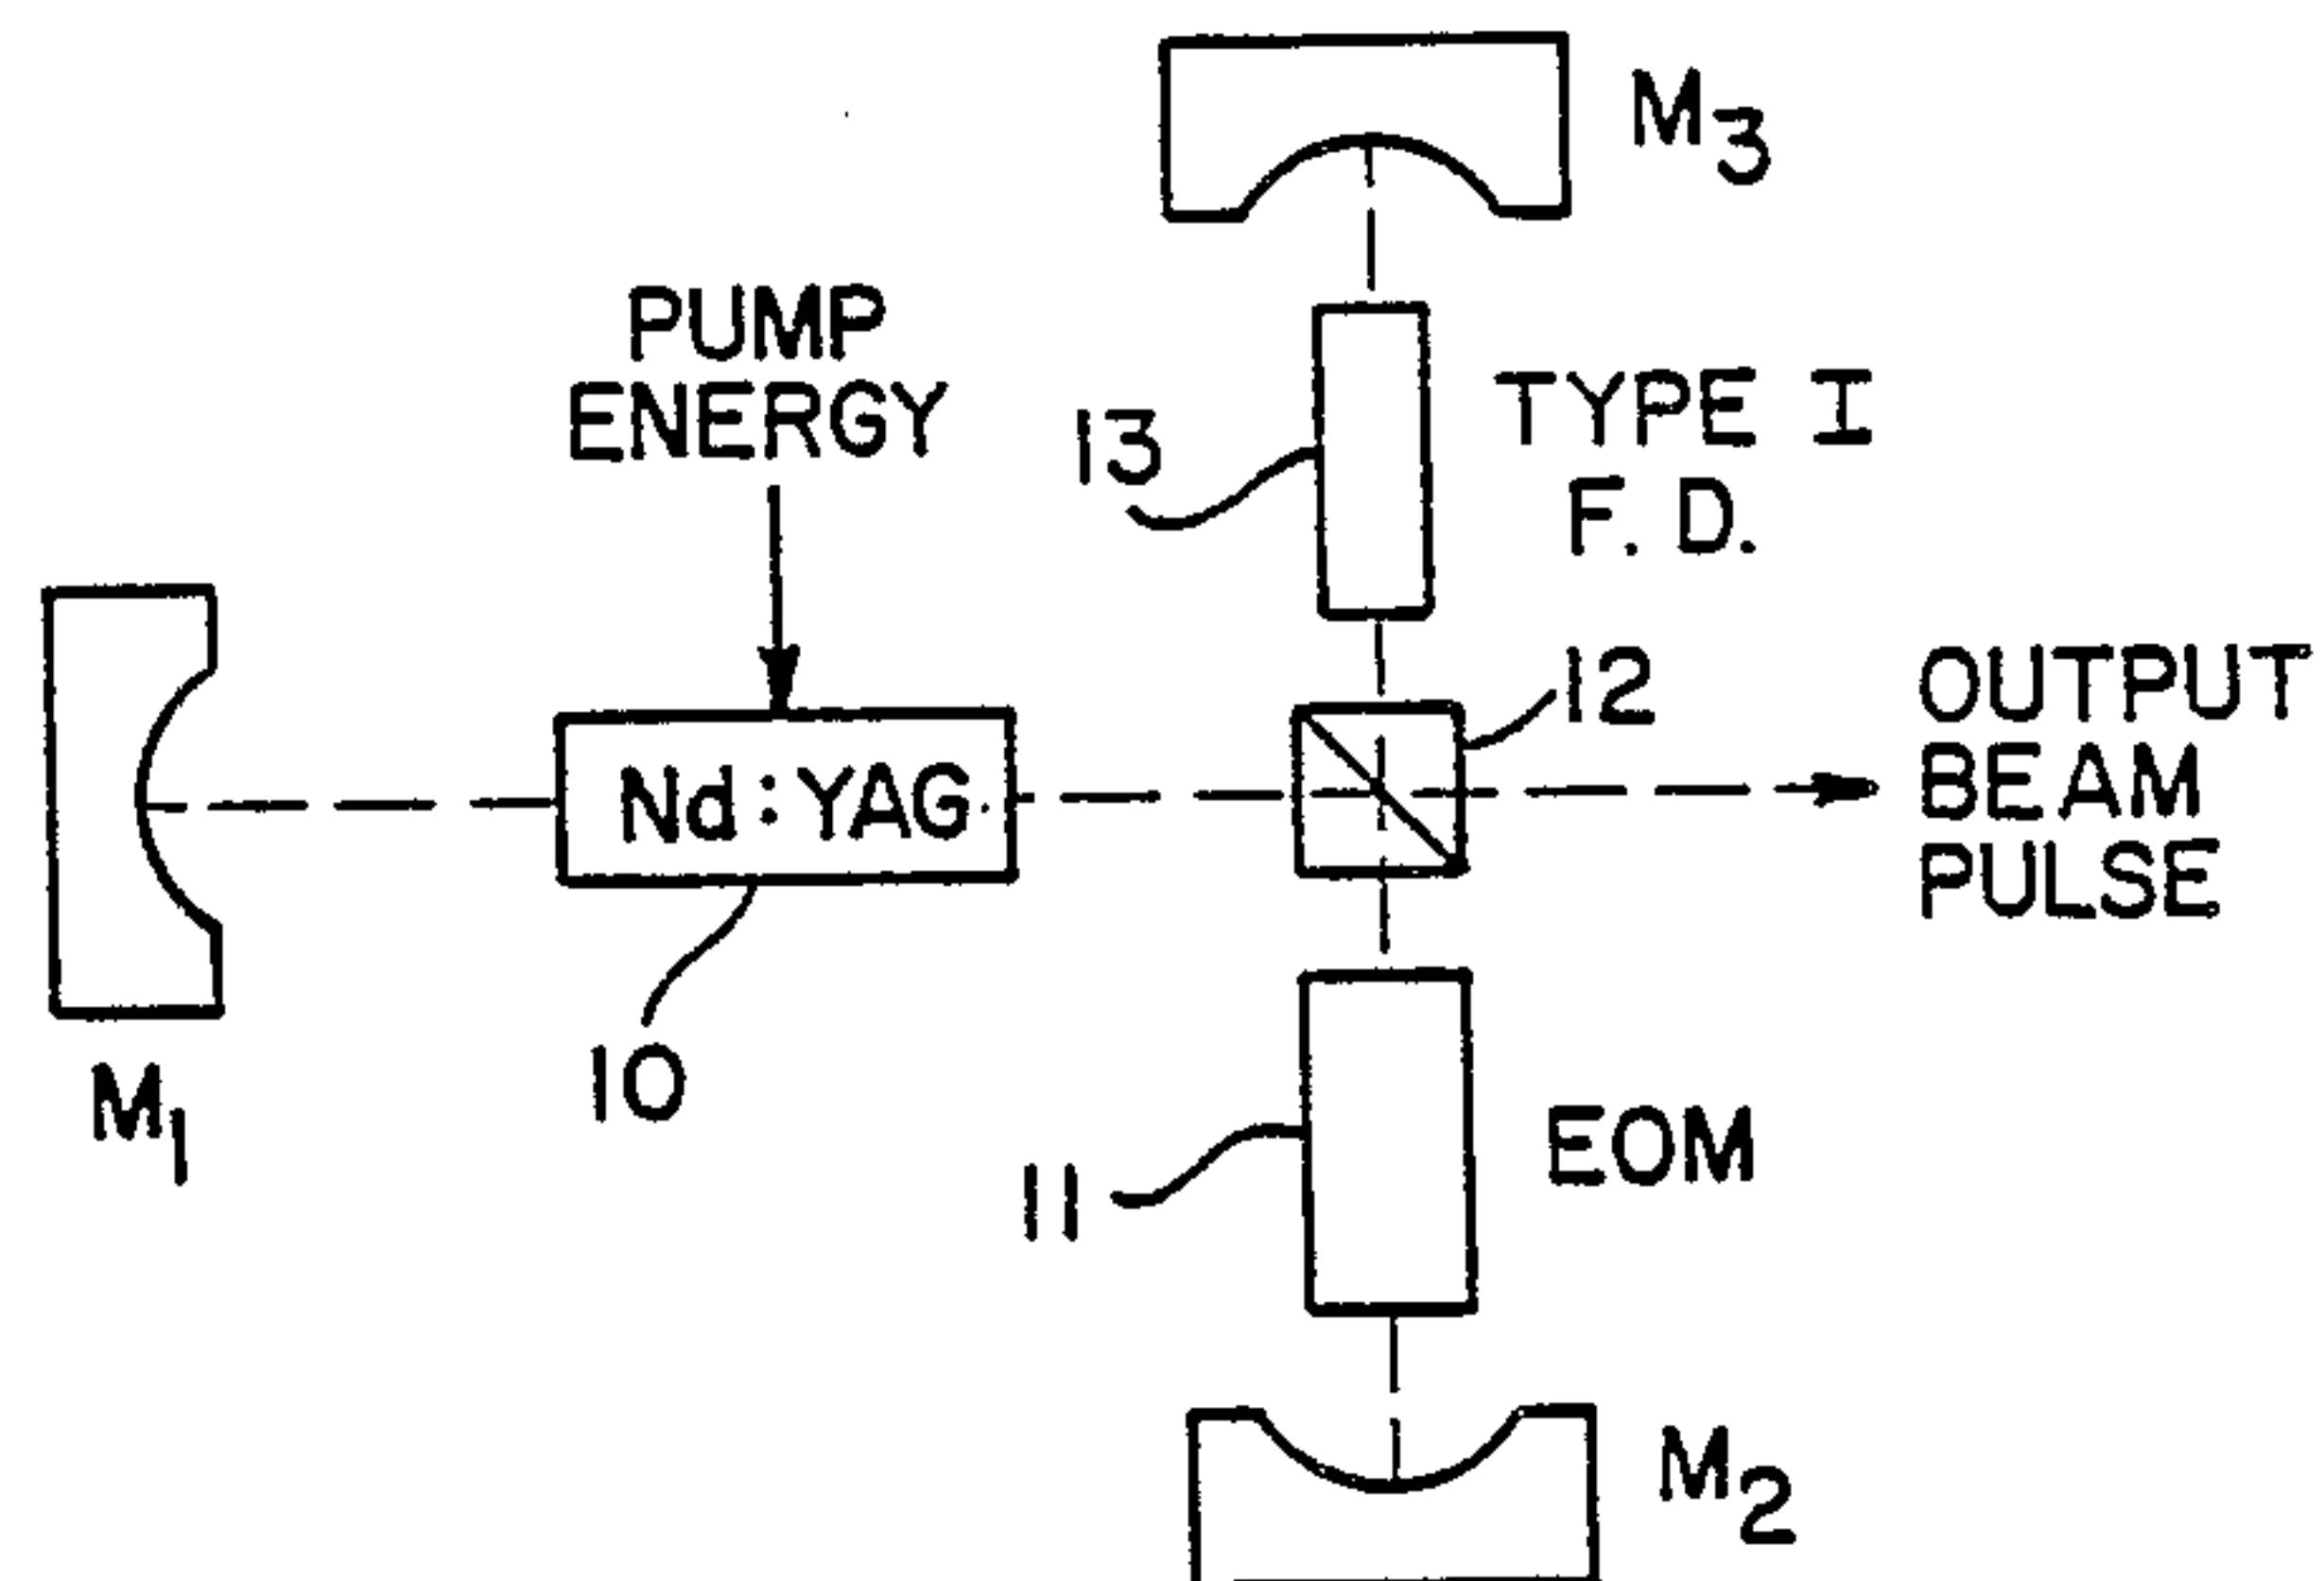 M3
PUMP
ENERGY
13
TYPE I
F. D.
12
OUTPUT
BEAM
PULSE
Nd:YAG.
M1
10
11
EOM
M2